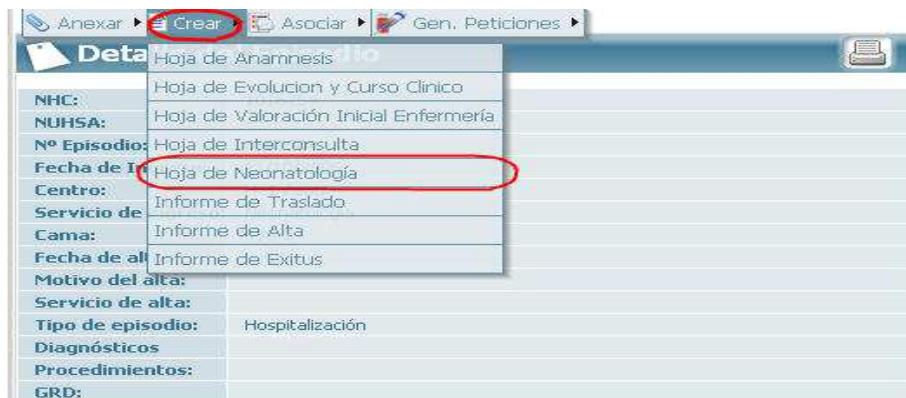 Anexar Crear Asociar Gen. Peticiones
Hoja de Anamnesis
Hoja de Evolucion y Curso Clinico
NHC:
Hoja de Valoración Inicial Enfermería
NUHSA:
Nº Episodio: Hoja de Interconsulta
Fecha de
Hoja de Neonatología
Centro:
Informe de Traslado
Servicio de
Cama:
Informe de Alta
Fecha de al
Informe de Exitus
Motivo del alta:
Servicio de alta:
Tipo de episodio: Hospitalización
Diagnósticos
Procedimientos:
GRD: